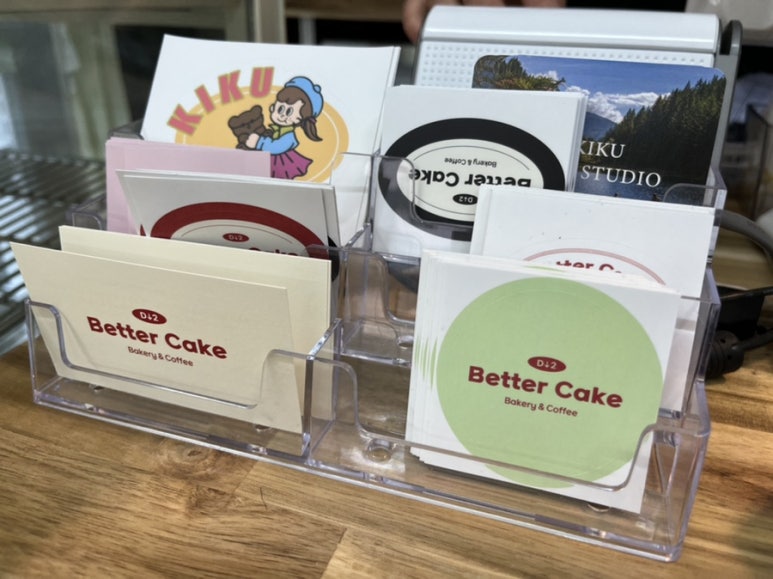 KIKU
Better Cake
Bakery & Coffee
KIKU
STUDIO
D↓2
D↓2
Better Cake
Bakery & Coffee
D↓2
Better Cake
Bakery & Coffee